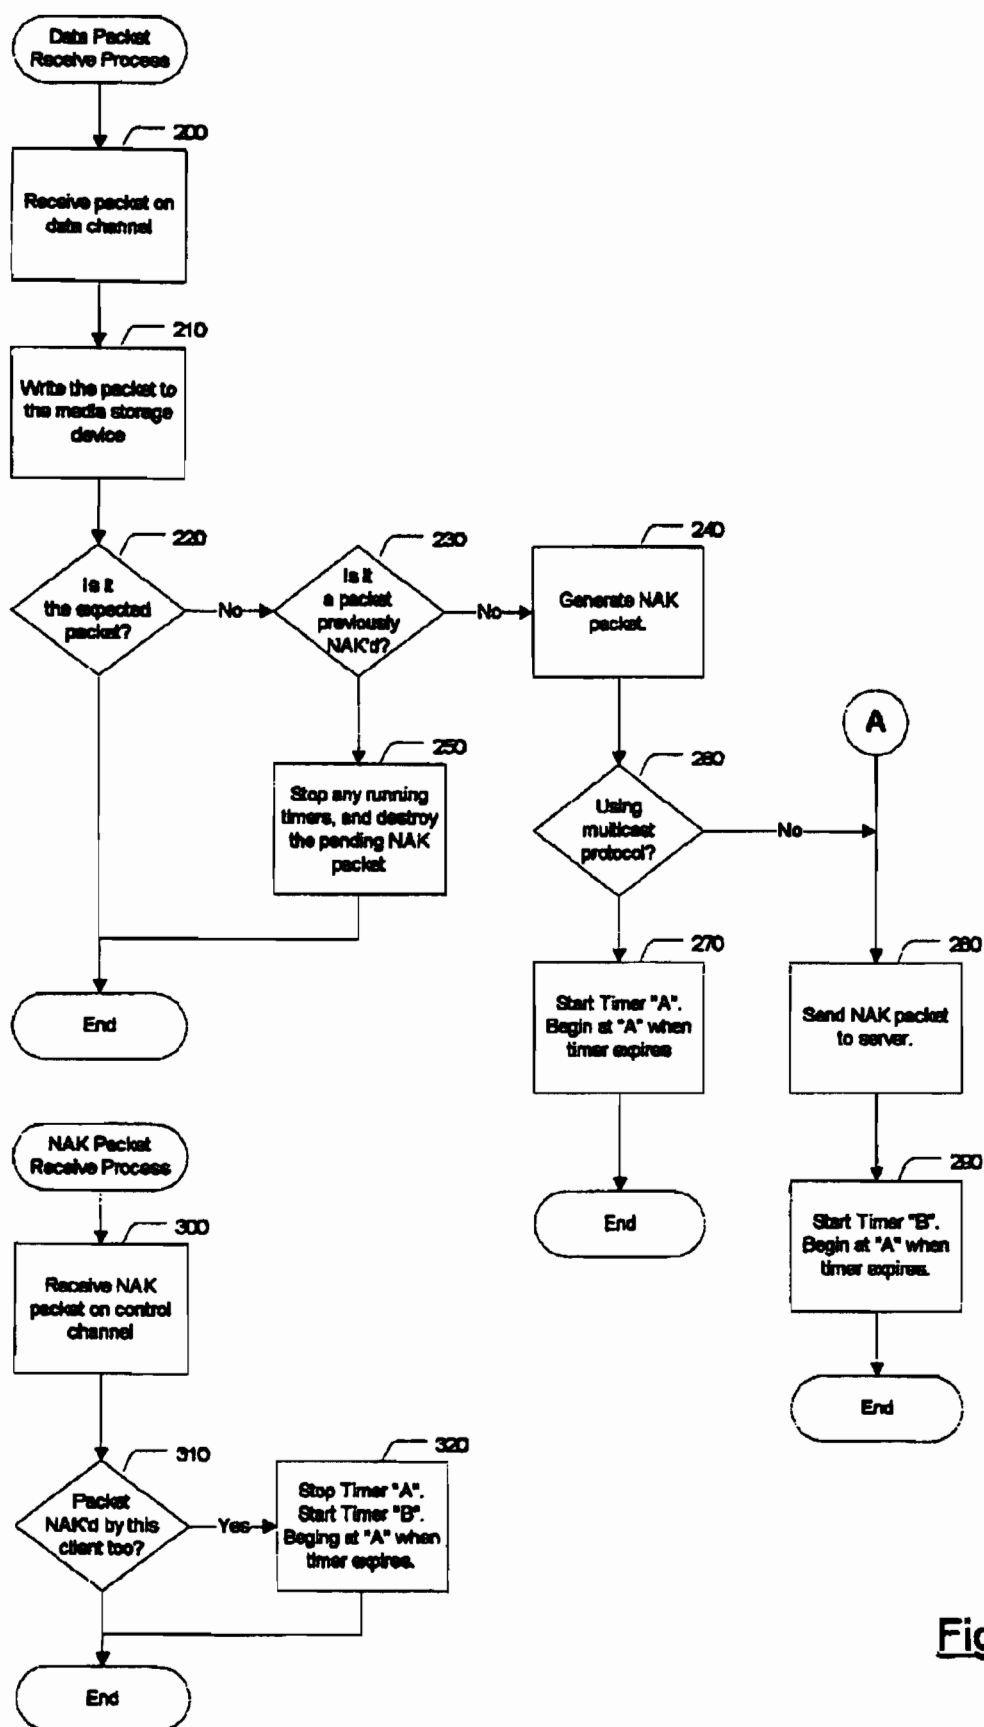 Data Packet
Receive Process
200
Receive packet on
data channel
210
Write the packet to
the media storage
device
220
Is it
the expected
packet?
No
230
Is it
a packet
previously
NAK'd?
No
240
Generate NAK
packet.
250
Stop any running
timers, and destroy
the pending NAK
packet
260
Using
multicast
protocol?
No
A
270
Start Timer "A".
Begin at "A" when
timer expires
End
280
Send NAK packet
to server.
290
Start Timer "B".
Begin at "A" when
timer expires.
End
End
NAK Packet
Receive Process
300
Receive NAK
packet on control
channel
310
Packet
NAK'd by this
client too?
Yes
320
Stop Timer "A".
Start Timer "B".
Beging at "A" when
timer expires.
End
Fig